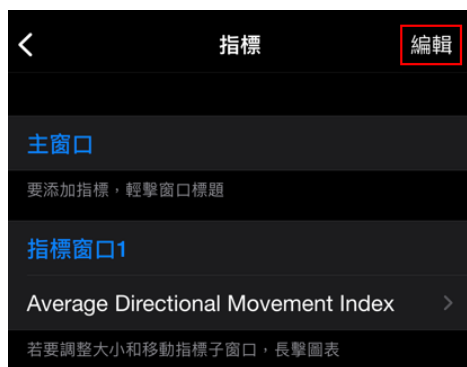 指標
編輯
主窗口
要添加指標，輕擊窗口標題
指標窗口1
Average Directional Movement Index
若要調整大小和移動指標子窗口，長擊圖表